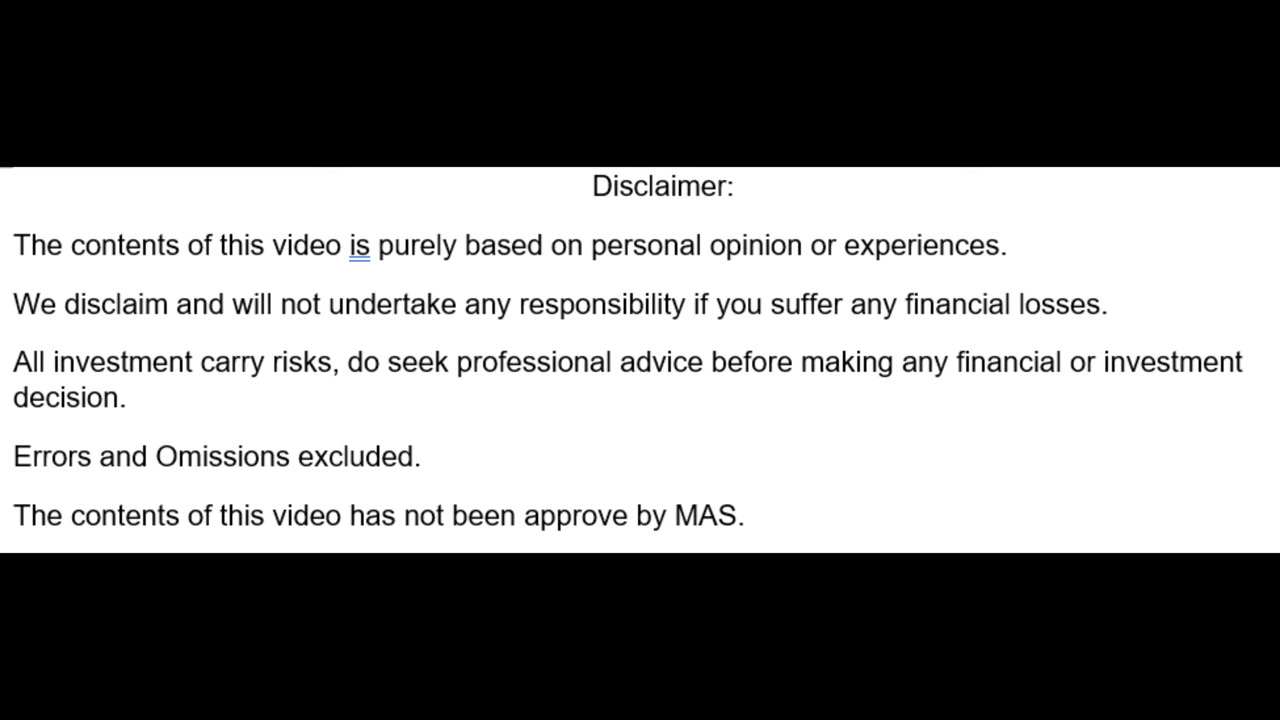 Disclaimer:
The contents of this video is purely based on personal opinion or experiences.
We disclaim and will not undertake any responsibility if you suffer any financial losses.
All investment carry risks, do seek professional advice before making any financial or investment
decision.
Errors and Omissions excluded.
The contents of this video has not been approve by MAS.